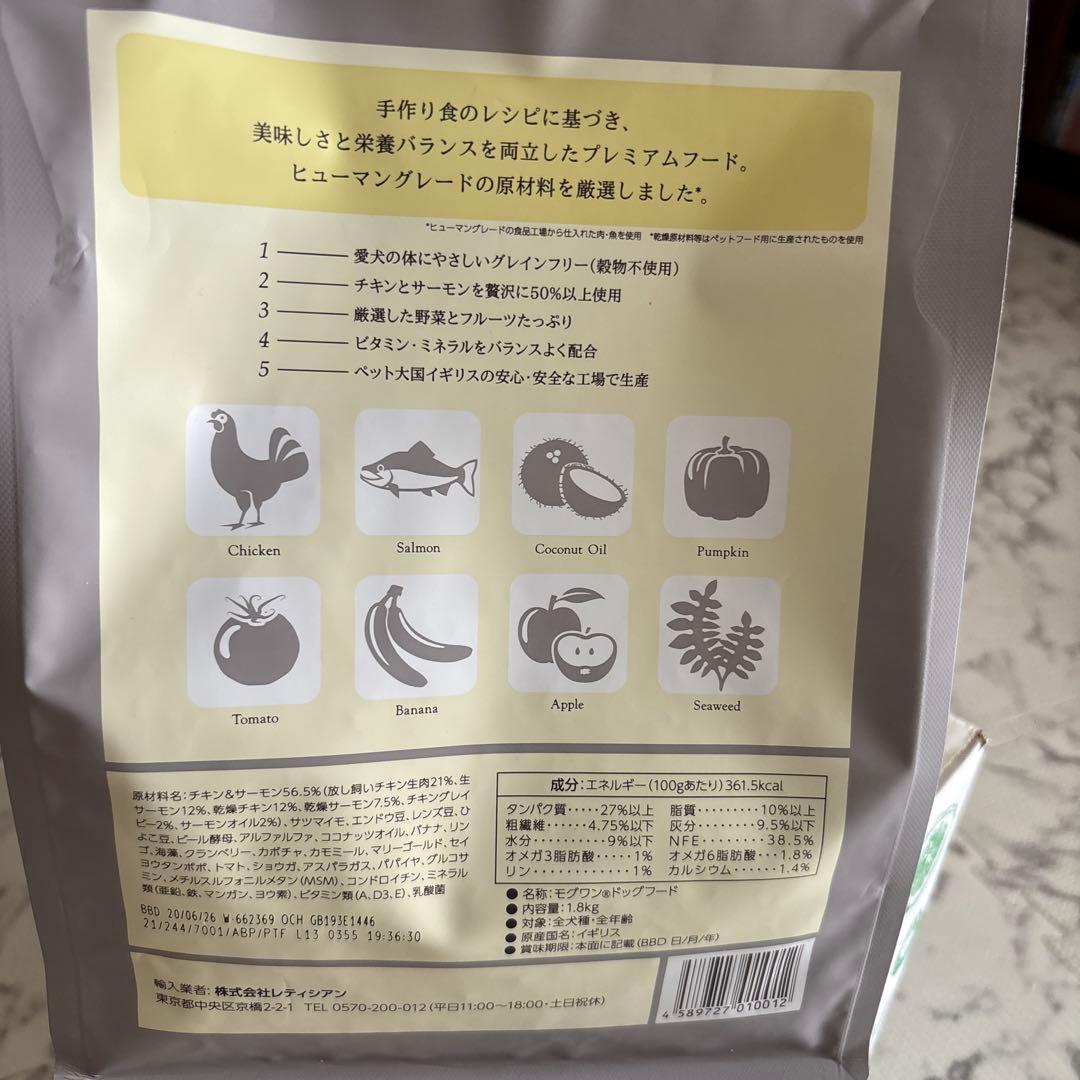 手作り食のレシピに基づき、
美味しさと栄養バランスを両立したプレミアムフード。
ヒューマングレードの原材料を厳選しました*。
*ヒューマングレードの食品工場から仕入れた肉・魚を使用 *乾燥原材料等はペットフード用に生産されたものを使用
1 愛犬の体にやさしいグレインフリー(穀物不使用)
2 チキンとサーモンを贅沢に50%以上使用
3 厳選した野菜とフルーツたっぷり
4 ビタミン・ミネラルをバランスよく配合
5 ペット大国イギリスの安心・安全な工場で生産
Chicken Salmon Coconut Oil Pumpkin
Tomato Banana Apple Seaweed
原材料名:チキン&サーモン56.5%(放し飼いチキン生肉21%、生
サーモン12%、乾燥チキン12%、乾燥サーモン7.5%、チキングレイ
ビー2%、サーモンオイル2%)、サツマイモ、エンドウ豆、レンズ豆、ひ
よこ豆、ビール酵母、アルファルファ、ココナッツオイル、バナナ、リン
ゴ、海藻、クランベリー、カボチャ、カモミール、マリーゴールド、セイ
ヨウタンポポ、トマト、ショウガ、アスパラガス、パパイヤ、グルコサ
ミン、メチルスルフォニルメタン(MSM)、コンドロイチン、ミネラル
類(亜鉛、鉄、マンガン、ヨウ素)、ビタミン類(A、D3、E)、乳酸菌
BBD 20/06/26 W:662369 OCH GB193E1446
21/244/7001/ABP/PTF L13 0355 19:36:30
成分:エネルギー(100gあたり)361.5kcal
タンパク質・・・・・27%以上 脂質・・・・・・・・・10%以上
粗繊維・・・・・・4.75%以下 灰分・・・・・・・・9.5%以下
水分・・・・・・・・・・9%以下 NFE・・・・・・・・・38.5%
オメガ3脂肪酸・・・・・1% オメガ6脂肪酸・・・1.8%
リン・・・・・・・・・・・・1% カルシウム・・・・・・1.4%
●名称:モグワン®ドッグフード
●内容量:1.8kg
●対象:全犬種・全年齢
●原産国名:イギリス
●賞味期限:本面に記載(BBD 日/月/年)
輸入業者:株式会社レティシアン
東京都中央区京橋2-2-1 TEL 0570-200-012(平日11:00～18:00・土日祝休)
4 589727 010012